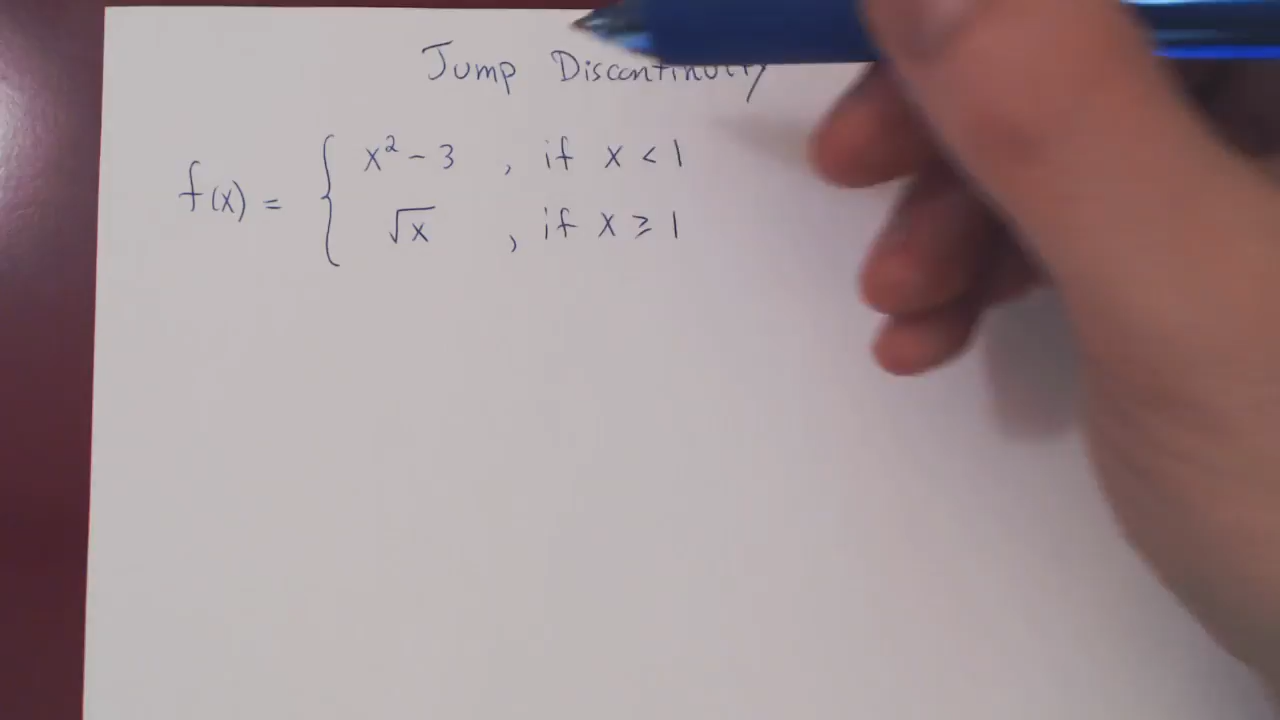 Jump Discontinuity
f(x) = { x² - 3 , if x < 1
√x , if x ≥ 1